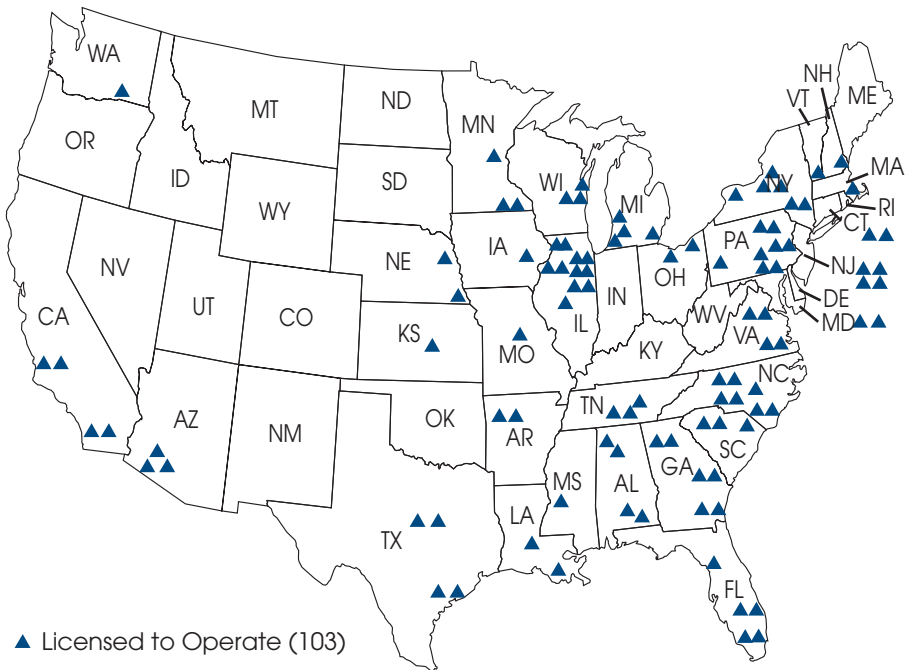 WA
MT
ND
MN
VT
NH
ME
OR
ID
SD
WI
MI
NY
MA
WY
RI
CT
NE
IA
PA
NV
UT
CO
IL
IN
OH
NJ
CA
KS
MO
WV
VA
DE
MD
KY
AZ
NM
OK
TN
NC
AR
SC
MS
AL
GA
TX
LA
FL
Licensed to Operate (103)